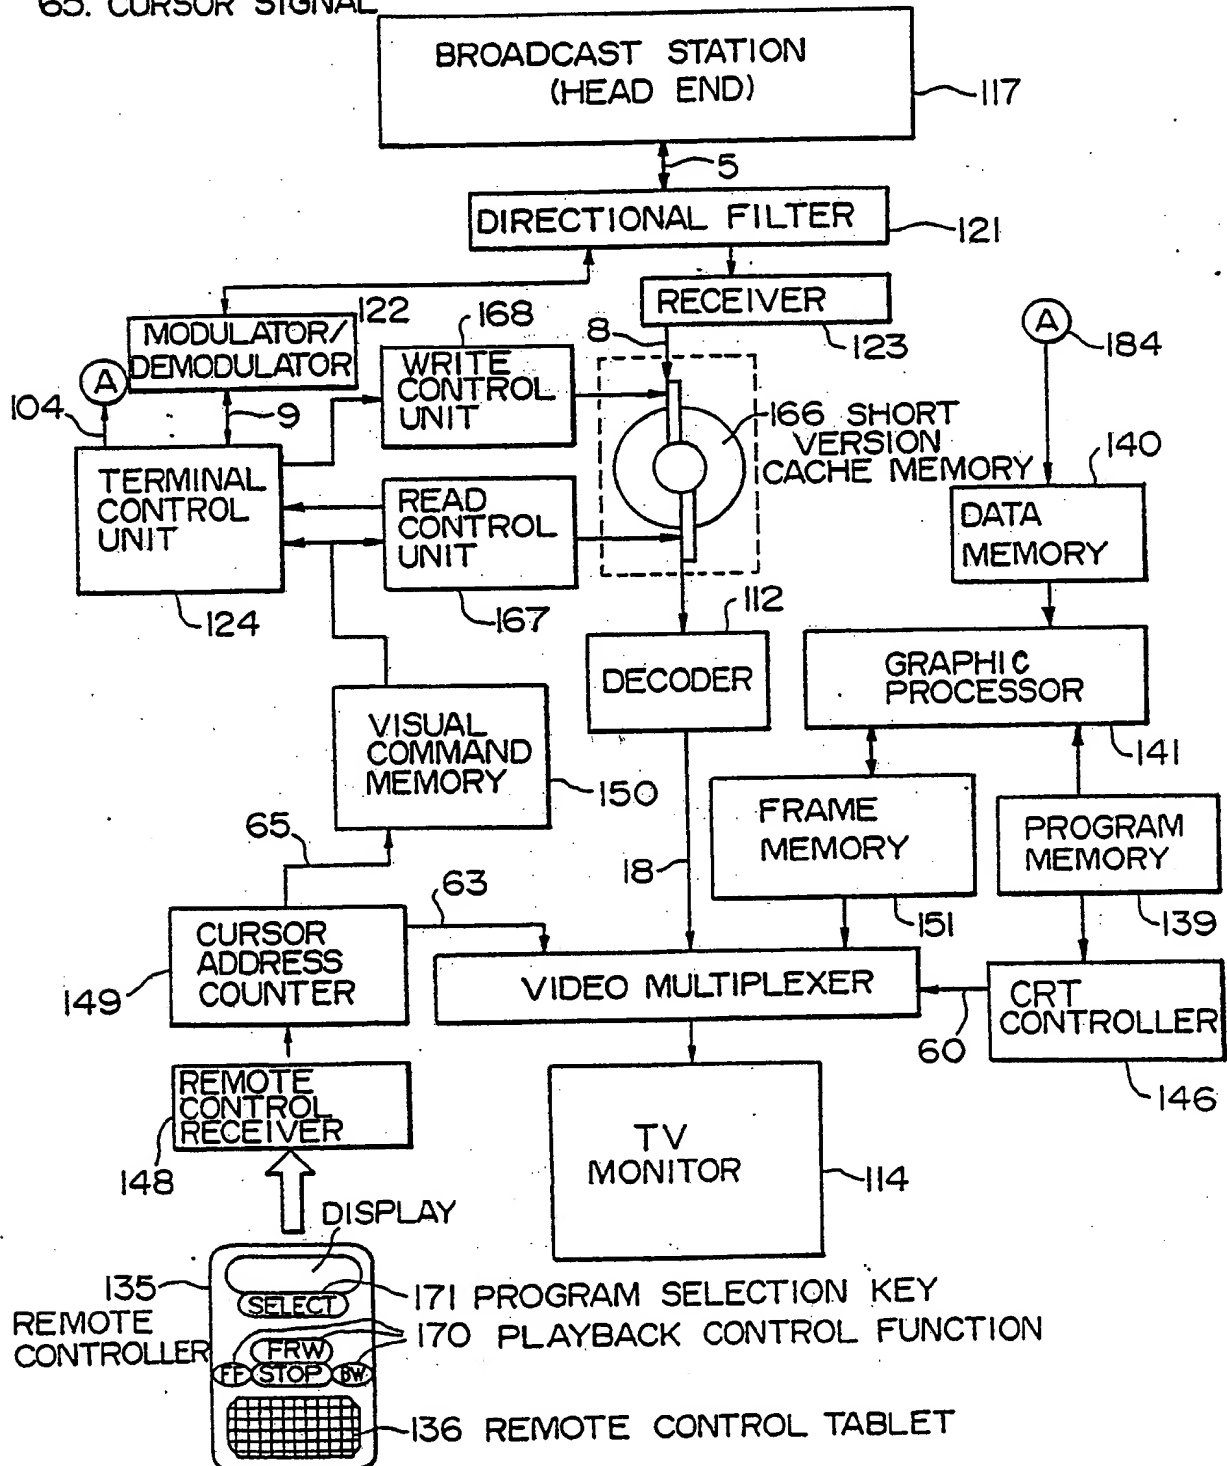 65. CURSOR SIGNAL
BROADCAST STATION
(HEAD END)
117
5
DIRECTIONAL FILTER
121
RECEIVER
123
122
MODULATOR/
DEMODULATOR
A
104
9
168
WRITE
CONTROL
UNIT
8
A
184
166 SHORT
VERSION
CACHE MEMORY
TERMINAL
CONTROL
UNIT
124
READ
CONTROL
UNIT
167
140
DATA
MEMORY
112
DECODER
GRAPHIC
PROCESSOR
141
VISUAL
COMMAND
MEMORY
150
FRAME
MEMORY
151
PROGRAM
MEMORY
139
65
63
18
CURSOR
ADDRESS
COUNTER
149
VIDEO MULTIPLEXER
60
CRT
CONTROLLER
146
REMOTE
CONTROL
RECEIVER
148
TV
MONITOR
114
DISPLAY
135
REMOTE
CONTROLLER
SELECT
171 PROGRAM SELECTION KEY
170 PLAYBACK CONTROL FUNCTION
FRW
FF STOP BW
136 REMOTE CONTROL TABLET